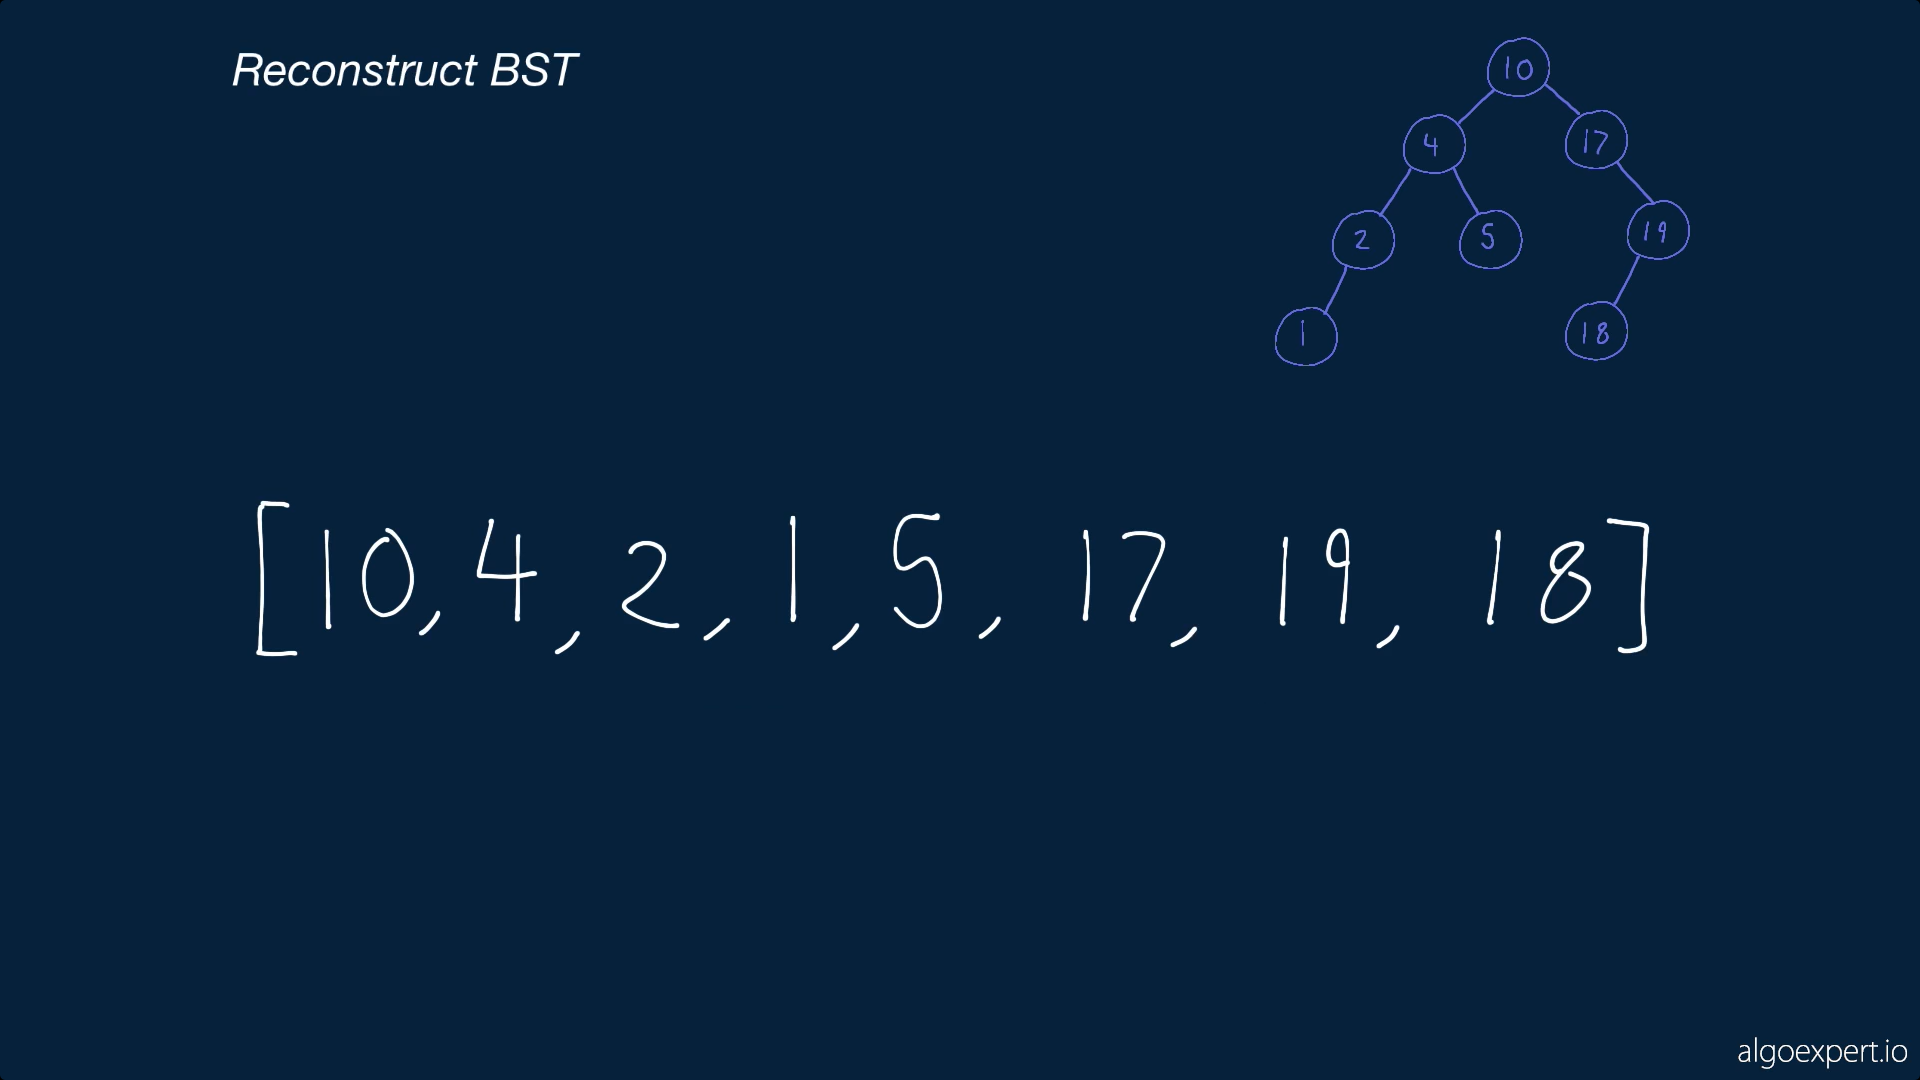 Reconstruct BST
10
4 17
2 5 19
1 18
[10, 4, 2, 1, 5, 17, 19, 18]
algoexpert.io